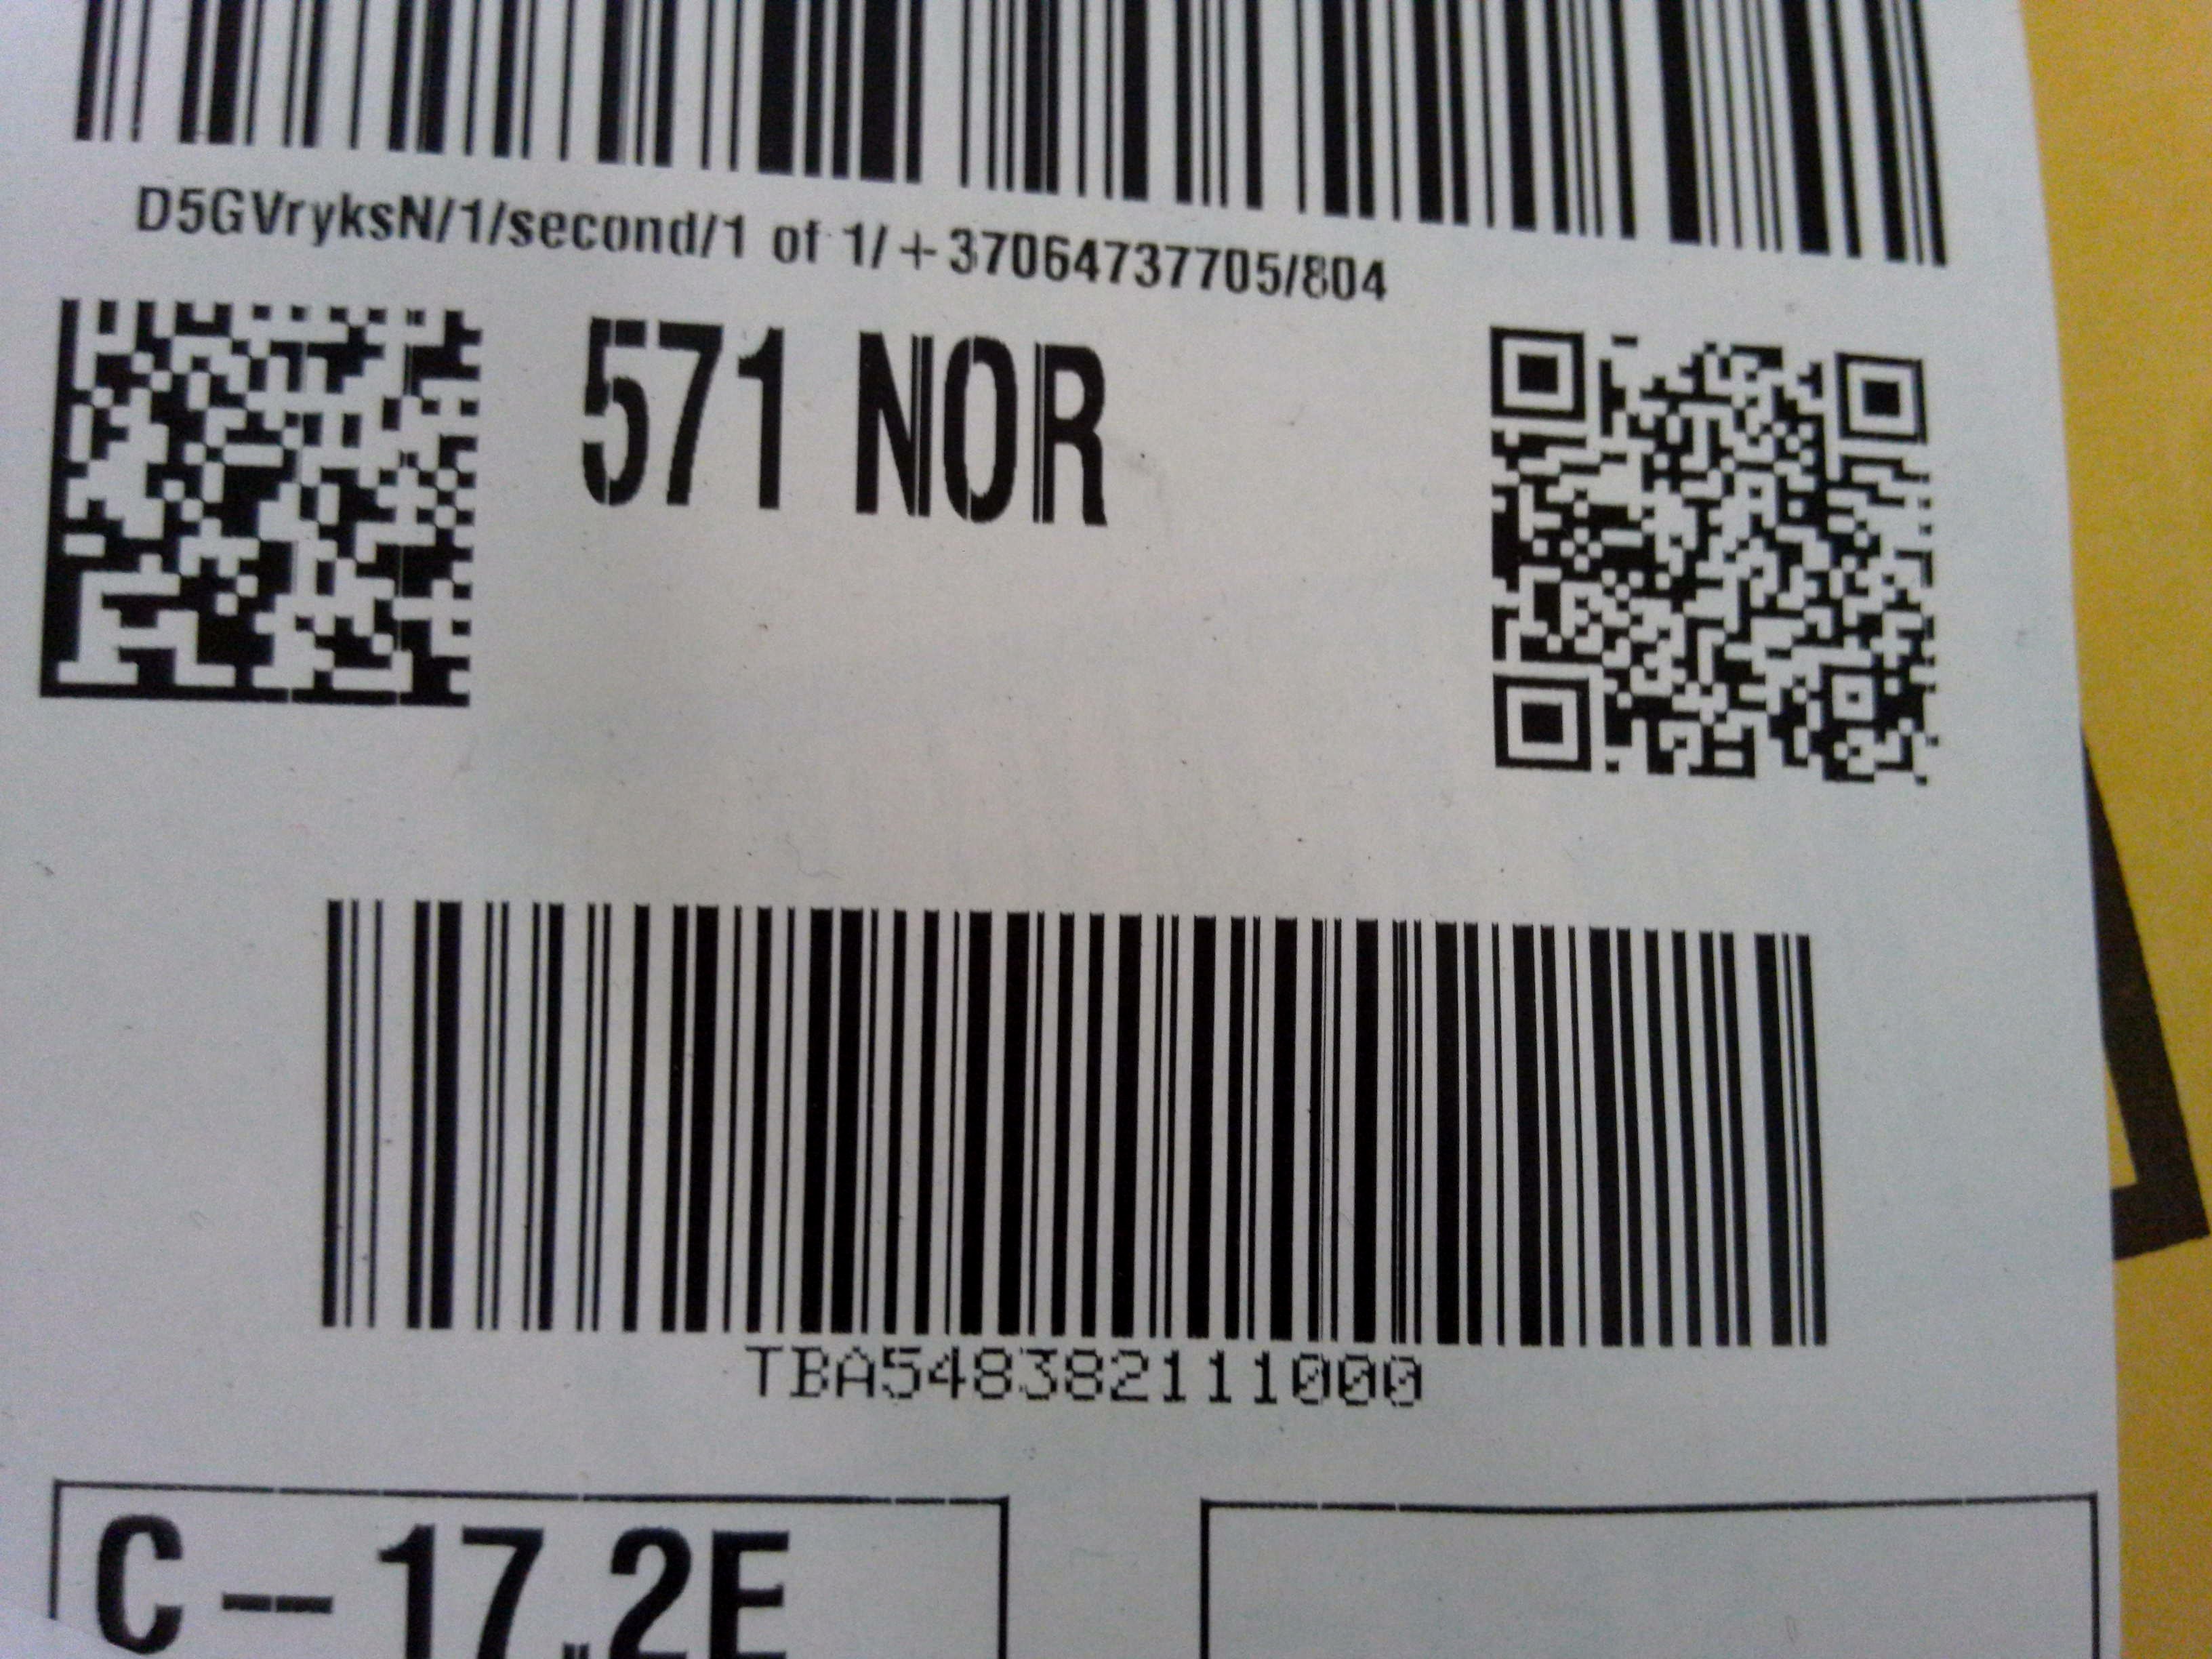 D5GVryksN/1/second/1 of 1/+37064737705/804
571 NOR
TBA548382111000
C -- 17.2E